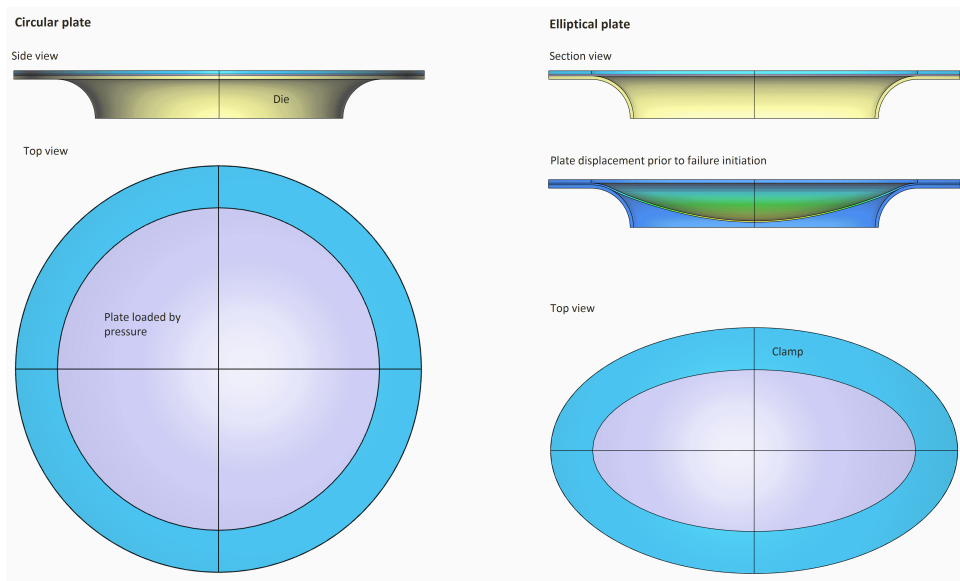 Circular plate
Side view
Die
Top view
Plate loaded by
pressure
Elliptical plate
Section view
Plate displacement prior to failure initiation
Top view
Clamp